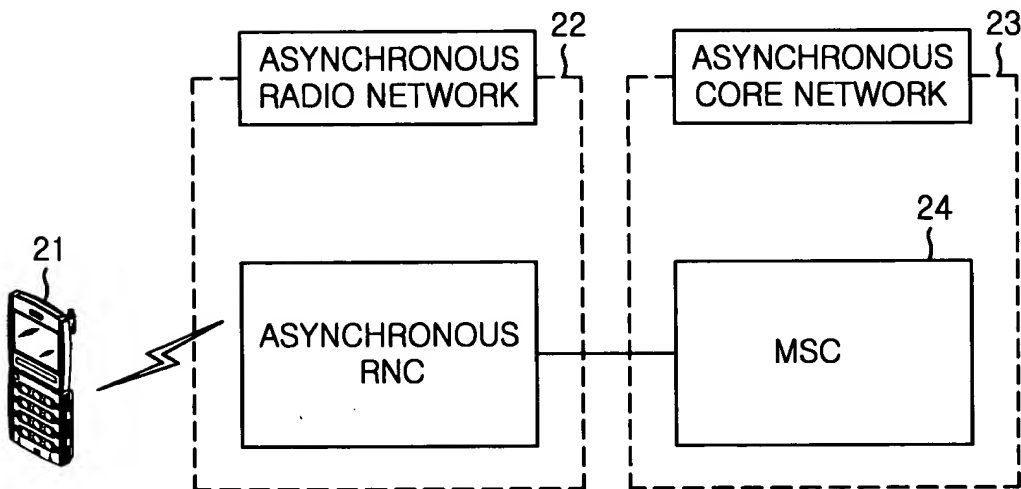 22
23
ASYNCHRONOUS
RADIO NETWORK
ASYNCHRONOUS
CORE NETWORK
24
21
ASYNCHRONOUS
RNC
MSC